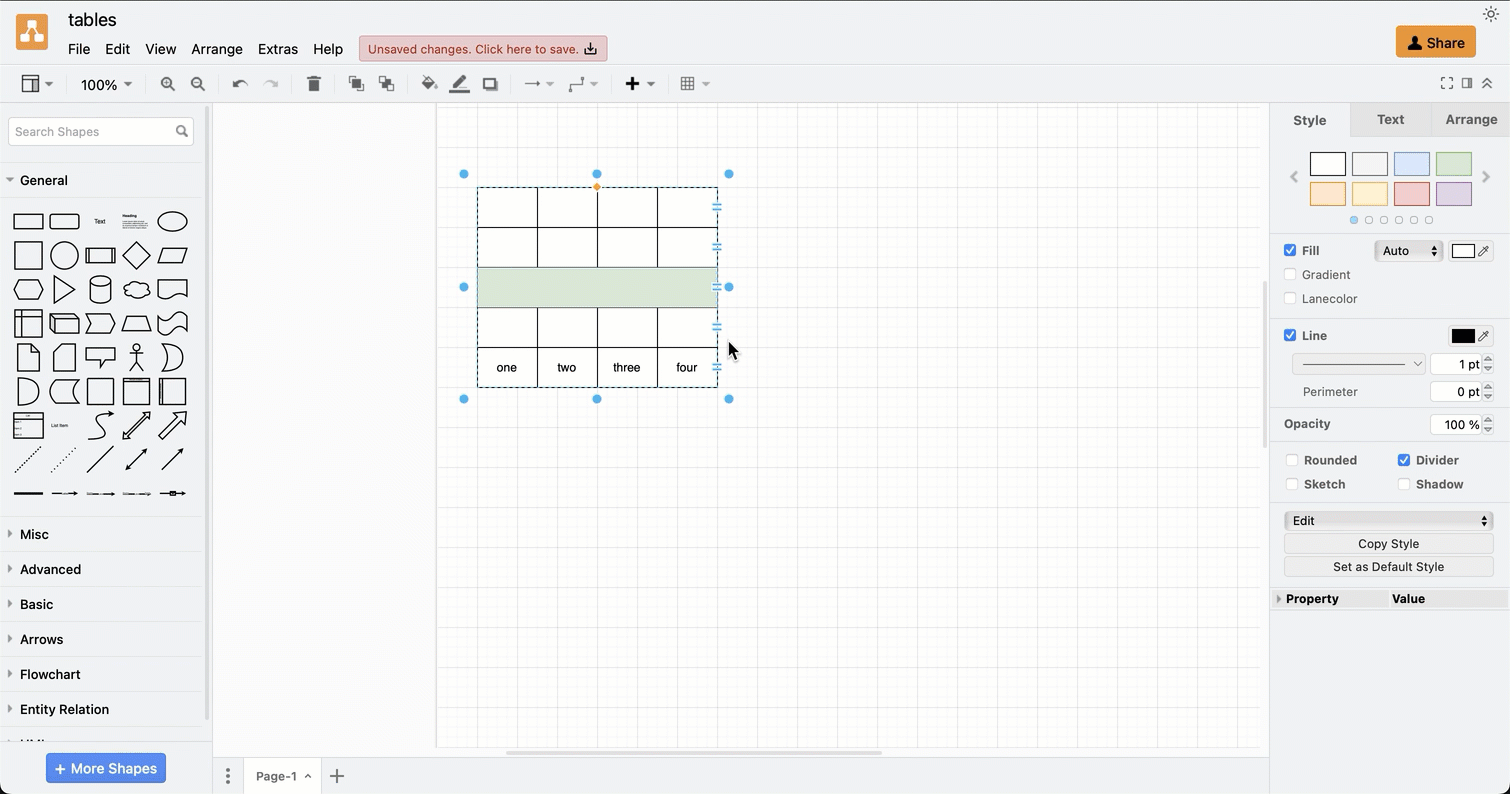 tables
File Edit View Arrange Extras Help Unsaved changes. Click here to save.
Share
100%
Search Shapes
General
Text
Heading
List Item
Misc
Advanced
Basic
Arrows
Flowchart
Entity Relation
+ More Shapes
one two three four
Page-1
Style Text Arrange
Fill Auto
Gradient
Lanecolor
Line
1 pt
Perimeter 0 pt
Opacity 100 %
Rounded Divider
Sketch Shadow
Edit
Copy Style
Set as Default Style
Property Value